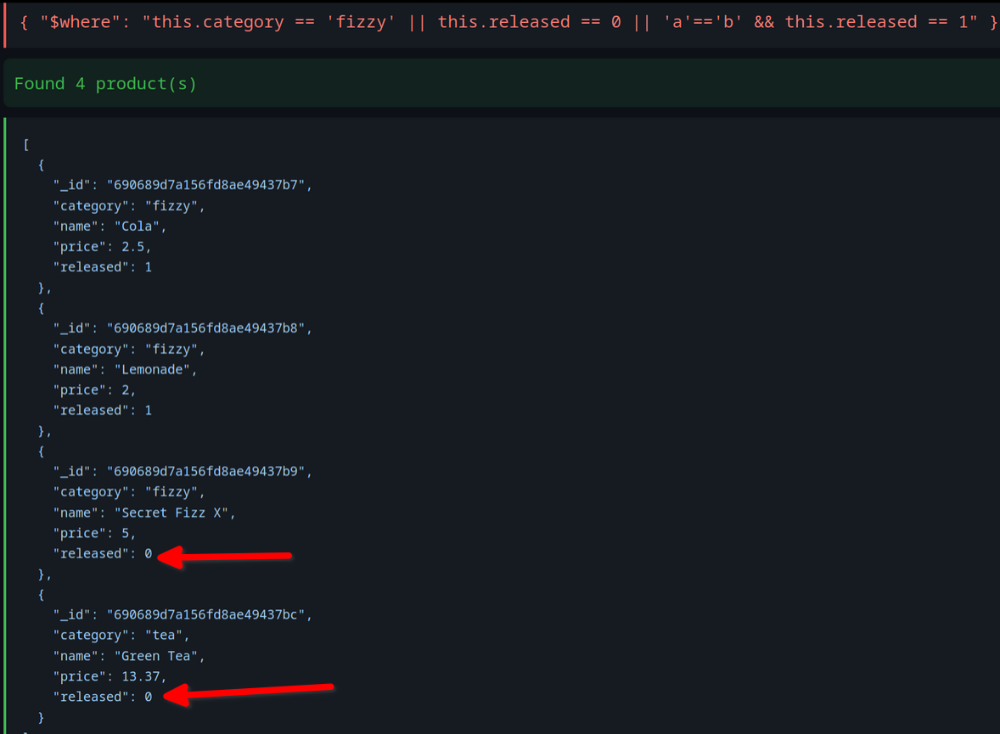 { "$where": "this.category == 'fizzy' || this.released == 0 || 'a'=='b' && this.released == 1" }
Found 4 product(s)
[
  {
    "_id": "690689d7a156fd8ae49437b7",
    "category": "fizzy",
    "name": "Cola",
    "price": 2.5,
    "released": 1
  },
  {
    "_id": "690689d7a156fd8ae49437b8",
    "category": "fizzy",
    "name": "Lemonade",
    "price": 2,
    "released": 1
  },
  {
    "_id": "690689d7a156fd8ae49437b9",
    "category": "fizzy",
    "name": "Secret Fizz X",
    "price": 5,
    "released": 0
  },
  {
    "_id": "690689d7a156fd8ae49437bc",
    "category": "tea",
    "name": "Green Tea",
    "price": 13.37,
    "released": 0
  }